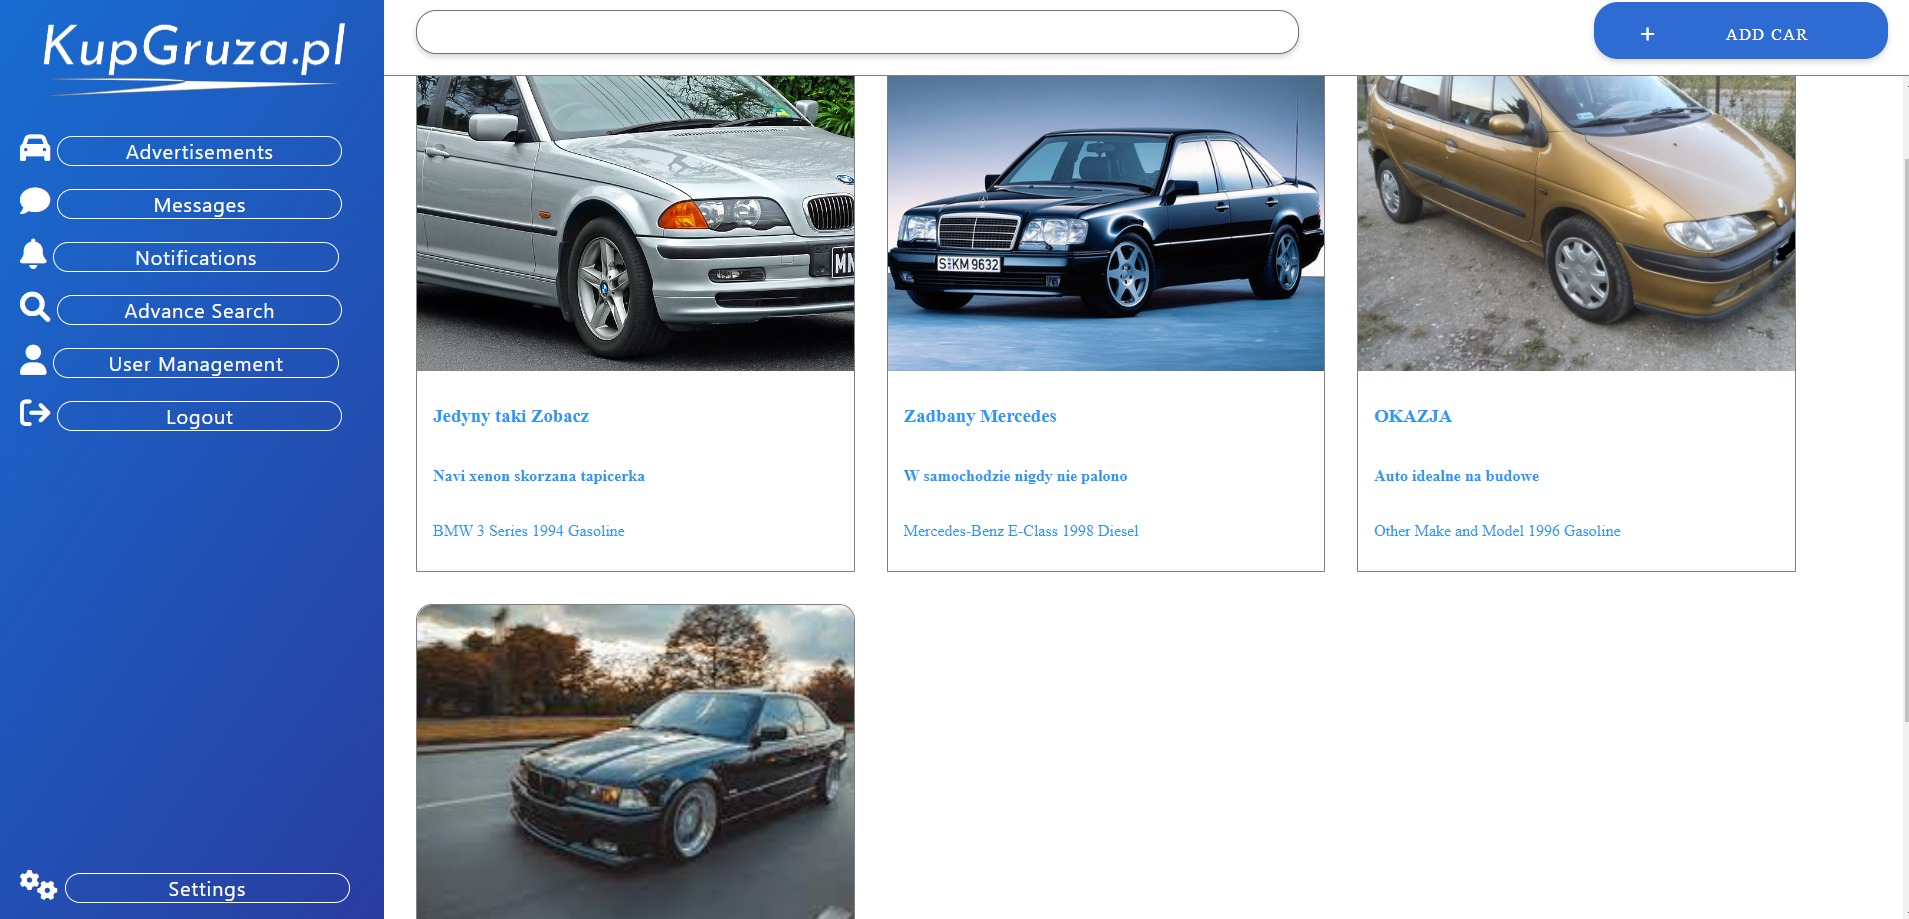 KupGruza.pl
ADD CAR
Advertisements
Messages
Notifications
Advance Search
User Management
Logout
Settings
S KM 9632
Jedyny taki Zobacz
Navi xenon skorzana tapicerka
BMW 3 Series 1994 Gasoline
Zadbany Mercedes
W samochodzie nigdy nie palono
Mercedes-Benz E-Class 1998 Diesel
OKAZJA
Auto idealne na budowe
Other Make and Model 1996 Gasoline